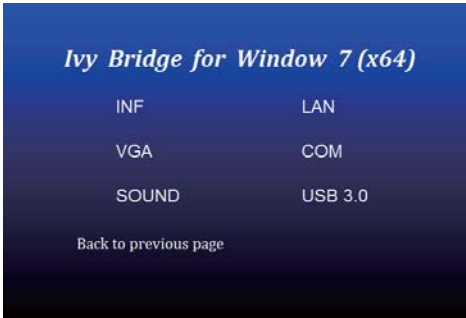 Ivy Bridge for Window 7 (x64)
INF LAN
VGA COM
SOUND USB 3.0
Back to previous page